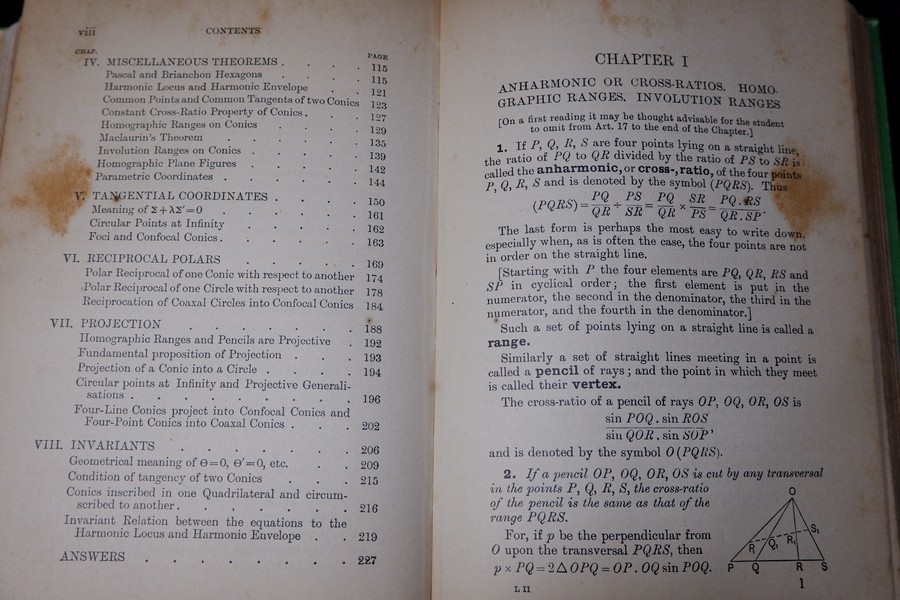 viii CONTENTS
CHAP. PAGE
IV. MISCELLANEOUS THEOREMS . . . . 115
Pascal and Brianchon Hexagons . . . . 115
Harmonic Locus and Harmonic Envelope . . 121
Common Points and Common Tangents of two Conics 123
Constant Cross-Ratio Property of Conics . . . 127
Homographic Ranges on Conics . . . . 129
Maclaurin's Theorem . . . . . 135
Involution Ranges on Conics . . . . . 139
Homographic Plane Figures . . . . . 142
Parametric Coordinates . . . . . . 144
V. TANGENTIAL COORDINATES . . . . 150
Meaning of Σ+λΣ′=0 . . . . . 161
Circular Points at Infinity . . . . . 162
Foci and Confocal Conics . . . . . 163
VI. RECIPROCAL POLARS . . . . . 169
Polar Reciprocal of one Conic with respect to another 174
Polar Reciprocal of one Circle with respect to another 178
Reciprocation of Coaxal Circles into Confocal Conics 184
VII. PROJECTION . . . . . . . 188
Homographic Ranges and Pencils are Projective . 192
Fundamental proposition of Projection . . . 193
Projection of a Conic into a Circle . . . . 194
Circular points at Infinity and Projective Generali-
sations . . . . . . . . 196
Four-Line Conics project into Confocal Conics and
Four-Point Conics into Coaxal Conics . . . 202
VIII. INVARIANTS . . . . . . . 206
Geometrical meaning of Θ=0, Θ′=0, etc. . . 209
Condition of tangency of two Conics . . . 215
Conics inscribed in one Quadrilateral and circum-
scribed to another . . . . . . 216
Invariant Relation between the equations to the
Harmonic Locus and Harmonic Envelope . . 219
ANSWERS . . . . . . . . 227
CHAPTER I
ANHARMONIC OR CROSS-RATIOS. HOMO-
GRAPHIC RANGES. INVOLUTION RANGES
[On a first reading it may be thought advisable for the student
to omit from Art. 17 to the end of the Chapter.]
1. If P, Q, R, S are four points lying on a straight line,
the ratio of PQ to QR divided by the ratio of PS to SR is
called the anharmonic, or cross-, ratio, of the four points
P, Q, R, S and is denoted by the symbol (PQRS). Thus
(PQRS) = PQ/QR ÷ PS/SR = PQ/QR × SR/PS = PQ.RS/QR.SP.
The last form is perhaps the most easy to write down,
especially when, as is often the case, the four points are not
in order on the straight line.
[Starting with P the four elements are PQ, QR, RS and
SP in cyclical order; the first element is put in the
numerator, the second in the denominator, the third in the
numerator, and the fourth in the denominator.]
Such a set of points lying on a straight line is called a
range.
Similarly a set of straight lines meeting in a point is
called a pencil of rays; and the point in which they meet
is called their vertex.
The cross-ratio of a pencil of rays OP, OQ, OR, OS is
sin POQ . sin ROS
sin QOR . sin SOP,
and is denoted by the symbol O(PQRS).
2. If a pencil OP, OQ, OR, OS is cut by any transversal
in the points P, Q, R, S, the cross-ratio
of the pencil is the same as that of the
range PQRS.
For, if p be the perpendicular from
O upon the transversal PQRS, then
p × PQ = 2△OPQ = OP . OQ sin POQ.
O
P₁ Q₁ R₁ S₁
P Q R S
L II 1